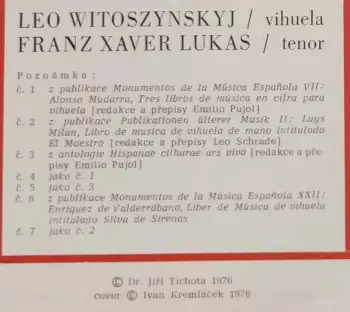 LEO WITOSZYNSKYJ / vihuela
FRANZ XAVER LUKAS / tenor
Poznámka:
č. 1 z publikace Monumentos de la Música Española VII:
Alonso Mudarra, Tres libros de música en cifra para
vihuela [redakce a přepisy Emilio Pujol]
č. 2 z publikace Publikationen älterer Musik II: Luys
Milan, Libro de musica de vihuela de mano intitulado
El Maestro [redakce a přepisy Leo Schrade]
č. 3 z antologie Hispanae citharae ars viva [redakce a pře-
pisy Emilio Pujol]
č. 4 jako č. 1
č. 5 jako č. 3
č. 6 z publikace Monumentos de la Música Española XXII:
Enriquez de Valderrábano, Liber de Música de vihuela
intitulado Silva de Sirenas
č. 7 jako č. 2
© Dr. Jiří Tichota 1976
cover © Ivan Kremláček 1976